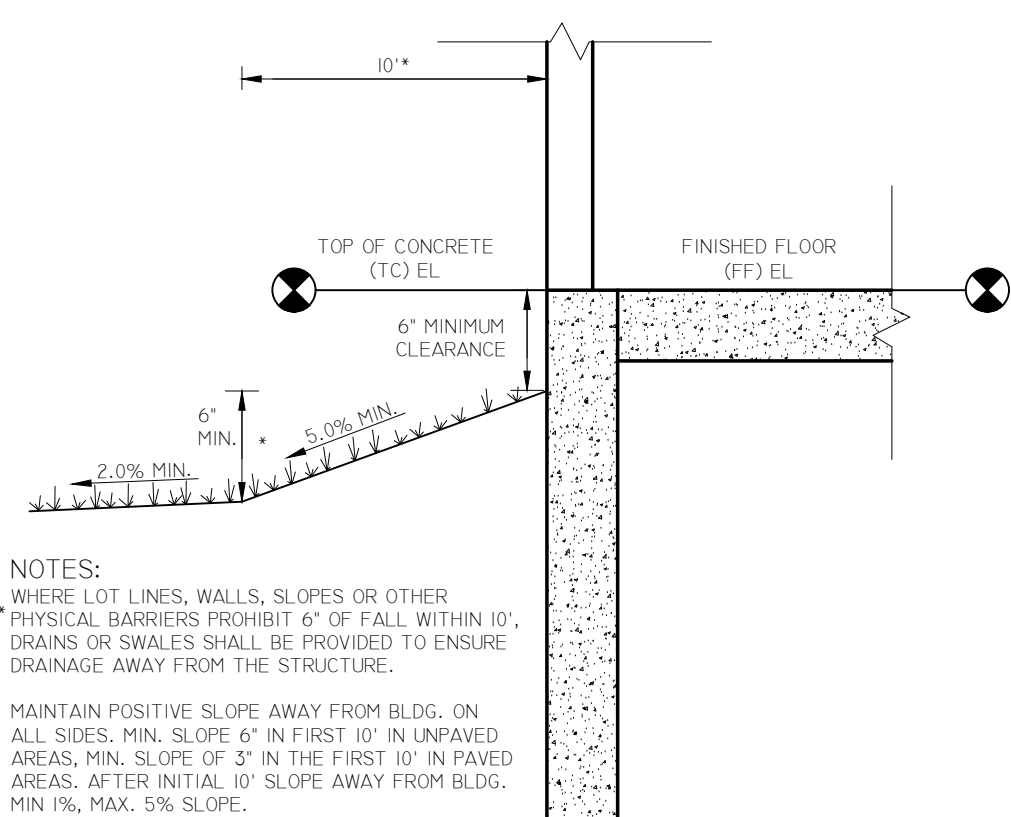 10'*
TOP OF CONCRETE
(TC) EL
FINISHED FLOOR
(FF) EL
6" MINIMUM
CLEARANCE
6"
MIN.
*
5.0% MIN.
2.0% MIN.
NOTES:
WHERE LOT LINES, WALLS, SLOPES OR OTHER
* PHYSICAL BARRIERS PROHIBIT 6" OF FALL WITHIN 10',
DRAINS OR SWALES SHALL BE PROVIDED TO ENSURE
DRAINAGE AWAY FROM THE STRUCTURE.
MAINTAIN POSITIVE SLOPE AWAY FROM BLDG. ON
ALL SIDES. MIN. SLOPE 6" IN FIRST 10' IN UNPAVED
AREAS, MIN. SLOPE OF 3" IN THE FIRST 10' IN PAVED
AREAS. AFTER INITIAL 10' SLOPE AWAY FROM BLDG.
MIN 1%, MAX. 5% SLOPE.